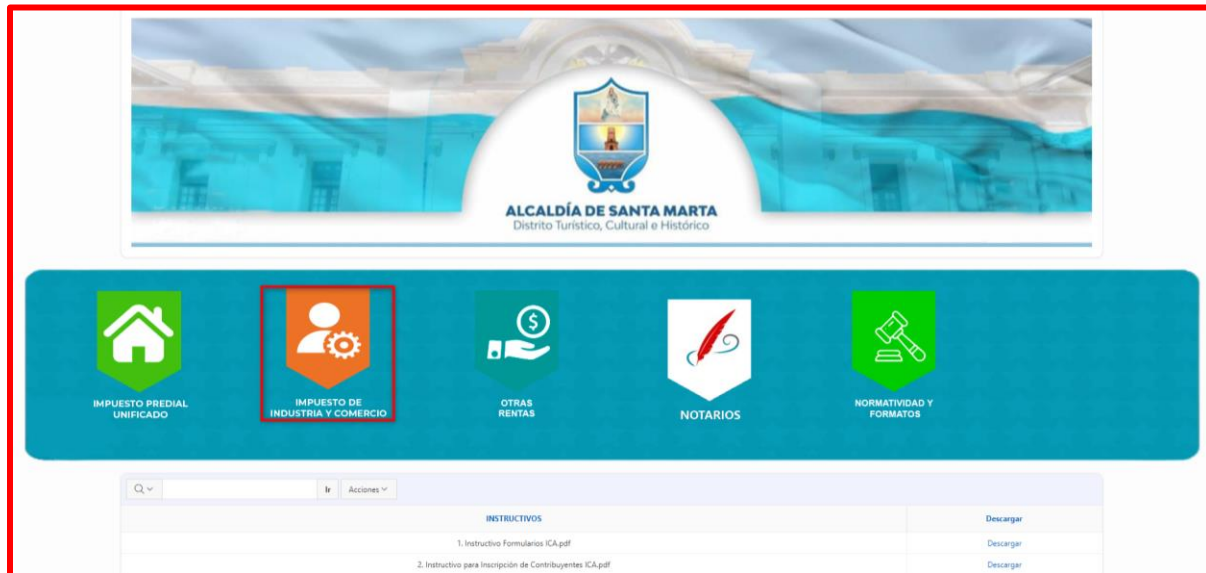 ALCALDÍA DE SANTA MARTA
Distrito Turístico, Cultural e Histórico
IMPUESTO PREDIAL
UNIFICADO
IMPUESTO DE
INDUSTRIA Y COMERCIO
OTRAS
RENTAS
NOTARIOS
NORMATIVIDAD Y
FORMATOS
Ir Acciones
INSTRUCTIVOS Descargar
1. Instructivo Formularios ICA.pdf Descargar
2. Instructivo para Inscripción de Contribuyentes ICA.pdf Descargar